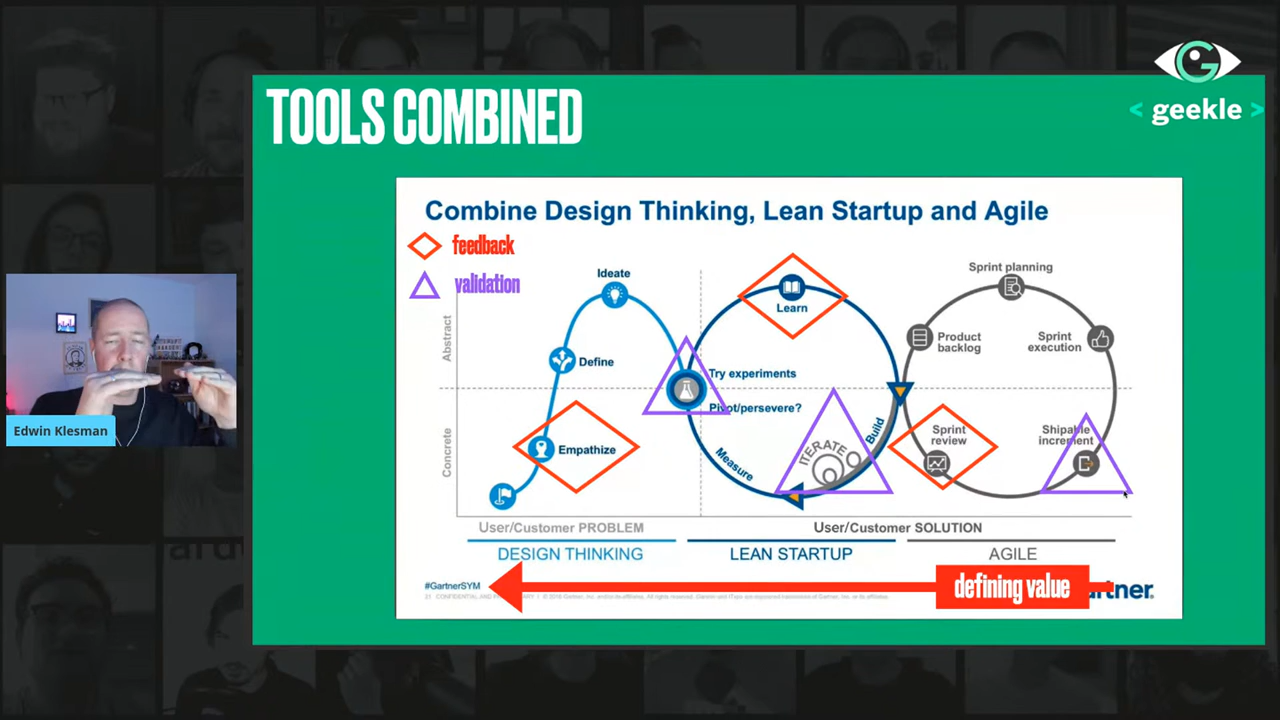 TOOLS COMBINED
< geekle >
Combine Design Thinking, Lean Startup and Agile
feedback
validation
Abstract
Concrete
Ideate
Define
Empathize
Learn
Try experiments
Pivot/persevere?
Measure
ITERATE
Build
Sprint planning
Product
backlog
Sprint
execution
Sprint
review
Shipable
increment
User/Customer PROBLEM
User/Customer SOLUTION
DESIGN THINKING
LEAN STARTUP
AGILE
#GartnerSYM
defining value
rtner.
Edwin Klesman